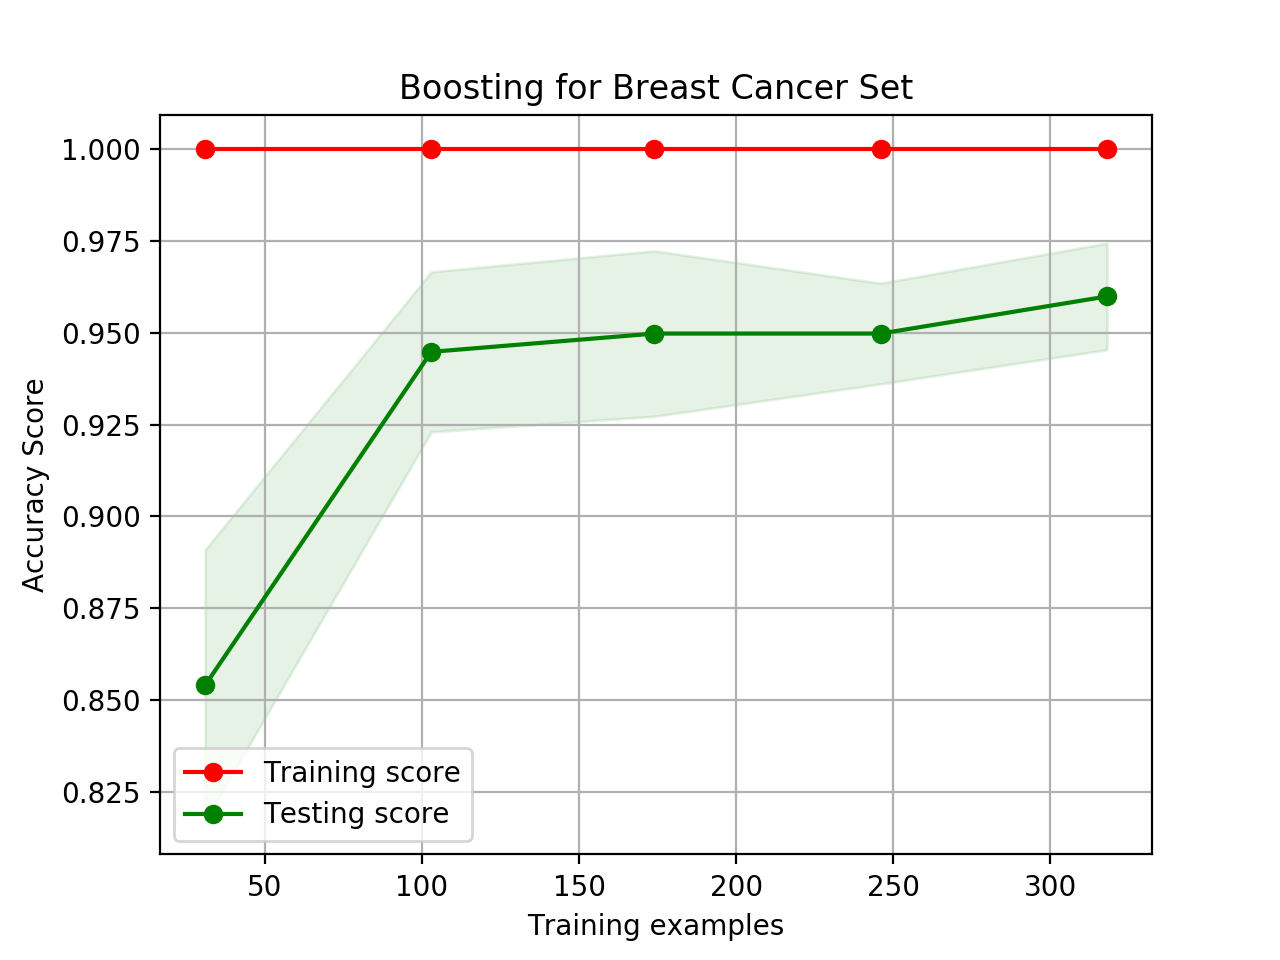 Boosting for Breast Cancer Set
Accuracy Score
1.000
0.975
0.950
0.925
0.900
0.875
0.850
0.825
Training score
Testing score
50 100 150 200 250 300
Training examples